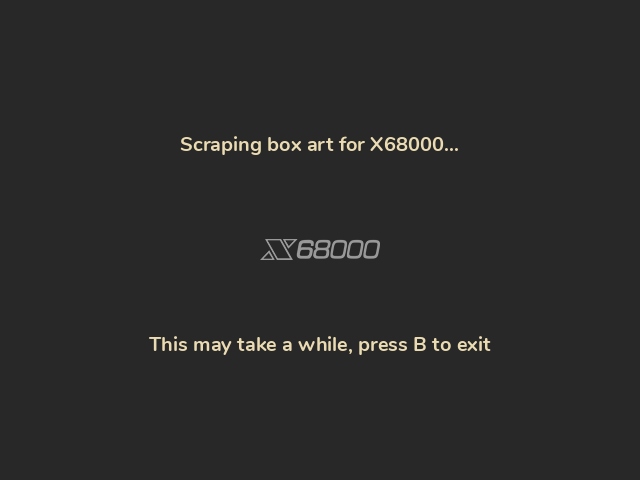 Scraping box art for X68000...
X68000
This may take a while, press B to exit